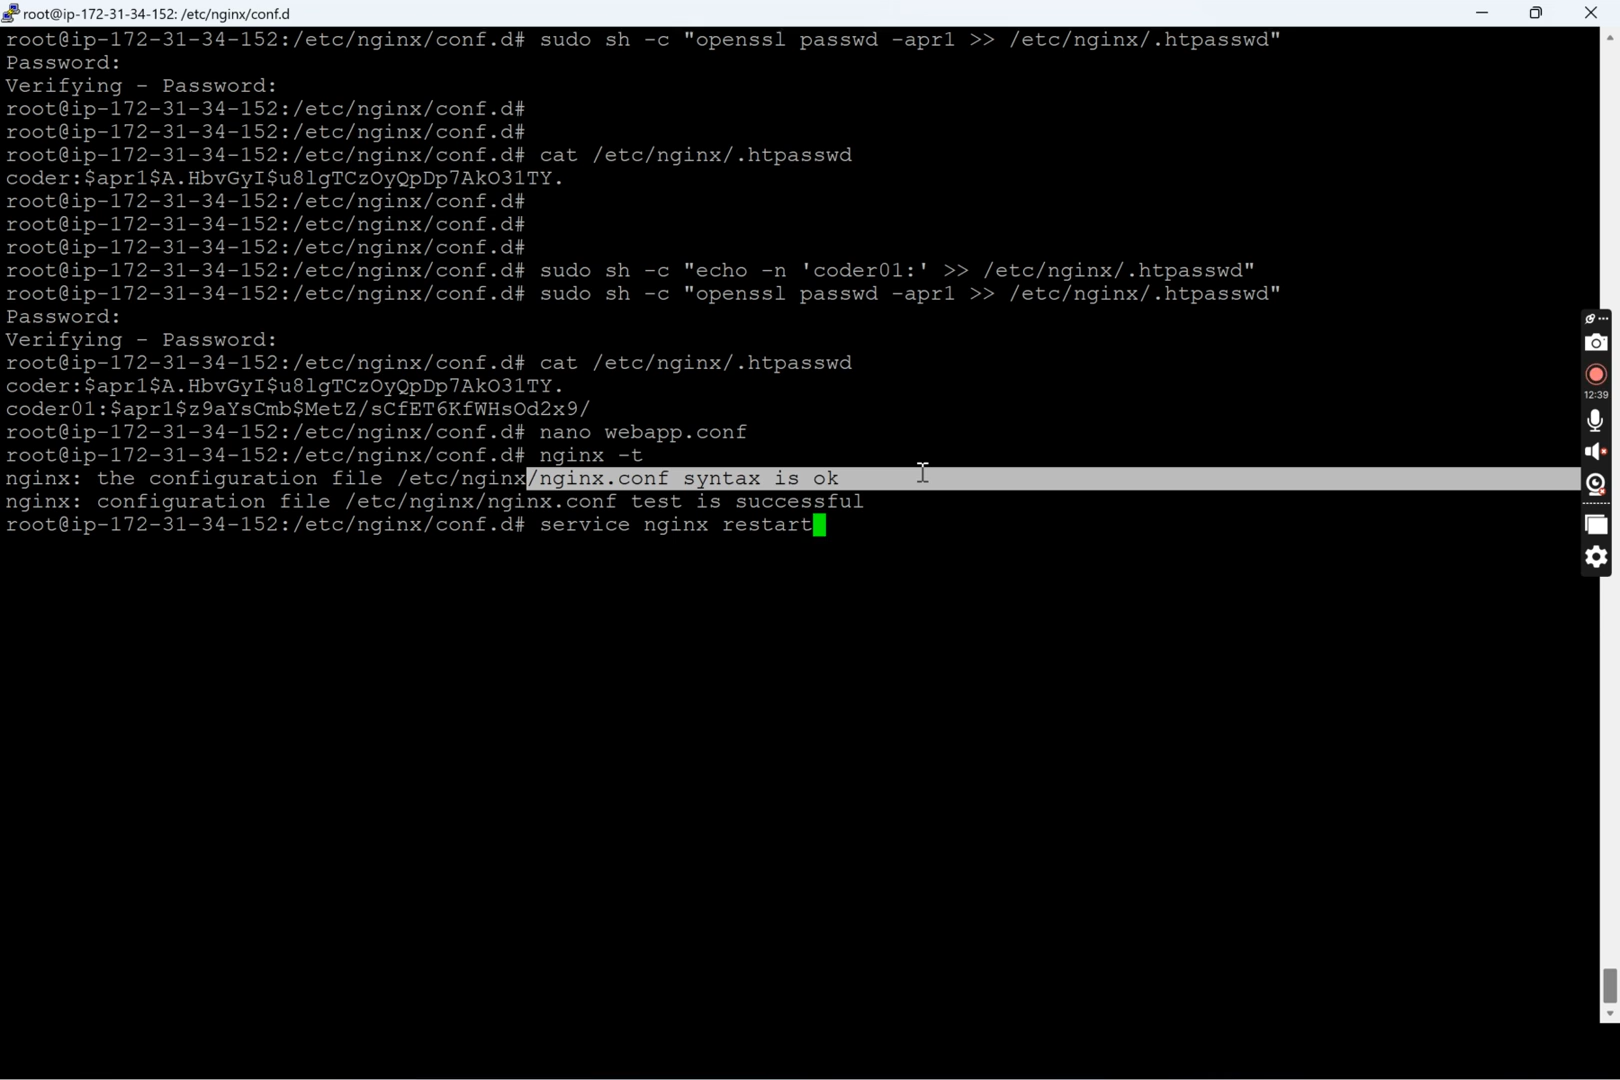 root@ip-172-31-34-152: /etc/nginx/conf.d
root@ip-172-31-34-152:/etc/nginx/conf.d# sudo sh -c "openssl passwd -apr1 >> /etc/nginx/.htpasswd"
Password:
Verifying - Password:
root@ip-172-31-34-152:/etc/nginx/conf.d#
root@ip-172-31-34-152:/etc/nginx/conf.d#
root@ip-172-31-34-152:/etc/nginx/conf.d# cat /etc/nginx/.htpasswd
coder:$apr1$A.HbvGyI$u8lgTCzOyQpDp7AkO31TY.
root@ip-172-31-34-152:/etc/nginx/conf.d#
root@ip-172-31-34-152:/etc/nginx/conf.d#
root@ip-172-31-34-152:/etc/nginx/conf.d#
root@ip-172-31-34-152:/etc/nginx/conf.d# sudo sh -c "echo -n 'coder01:' >> /etc/nginx/.htpasswd"
root@ip-172-31-34-152:/etc/nginx/conf.d# sudo sh -c "openssl passwd -apr1 >> /etc/nginx/.htpasswd"
Password:
Verifying - Password:
root@ip-172-31-34-152:/etc/nginx/conf.d# cat /etc/nginx/.htpasswd
coder:$apr1$A.HbvGyI$u8lgTCzOyQpDp7AkO31TY.
coder01:$apr1$z9aYsCmb$MetZ/sCfET6KfWHsOd2x9/
root@ip-172-31-34-152:/etc/nginx/conf.d# nano webapp.conf
root@ip-172-31-34-152:/etc/nginx/conf.d# nginx -t
nginx: the configuration file /etc/nginx/nginx.conf syntax is ok
nginx: configuration file /etc/nginx/nginx.conf test is successful
root@ip-172-31-34-152:/etc/nginx/conf.d# service nginx restart
12:39